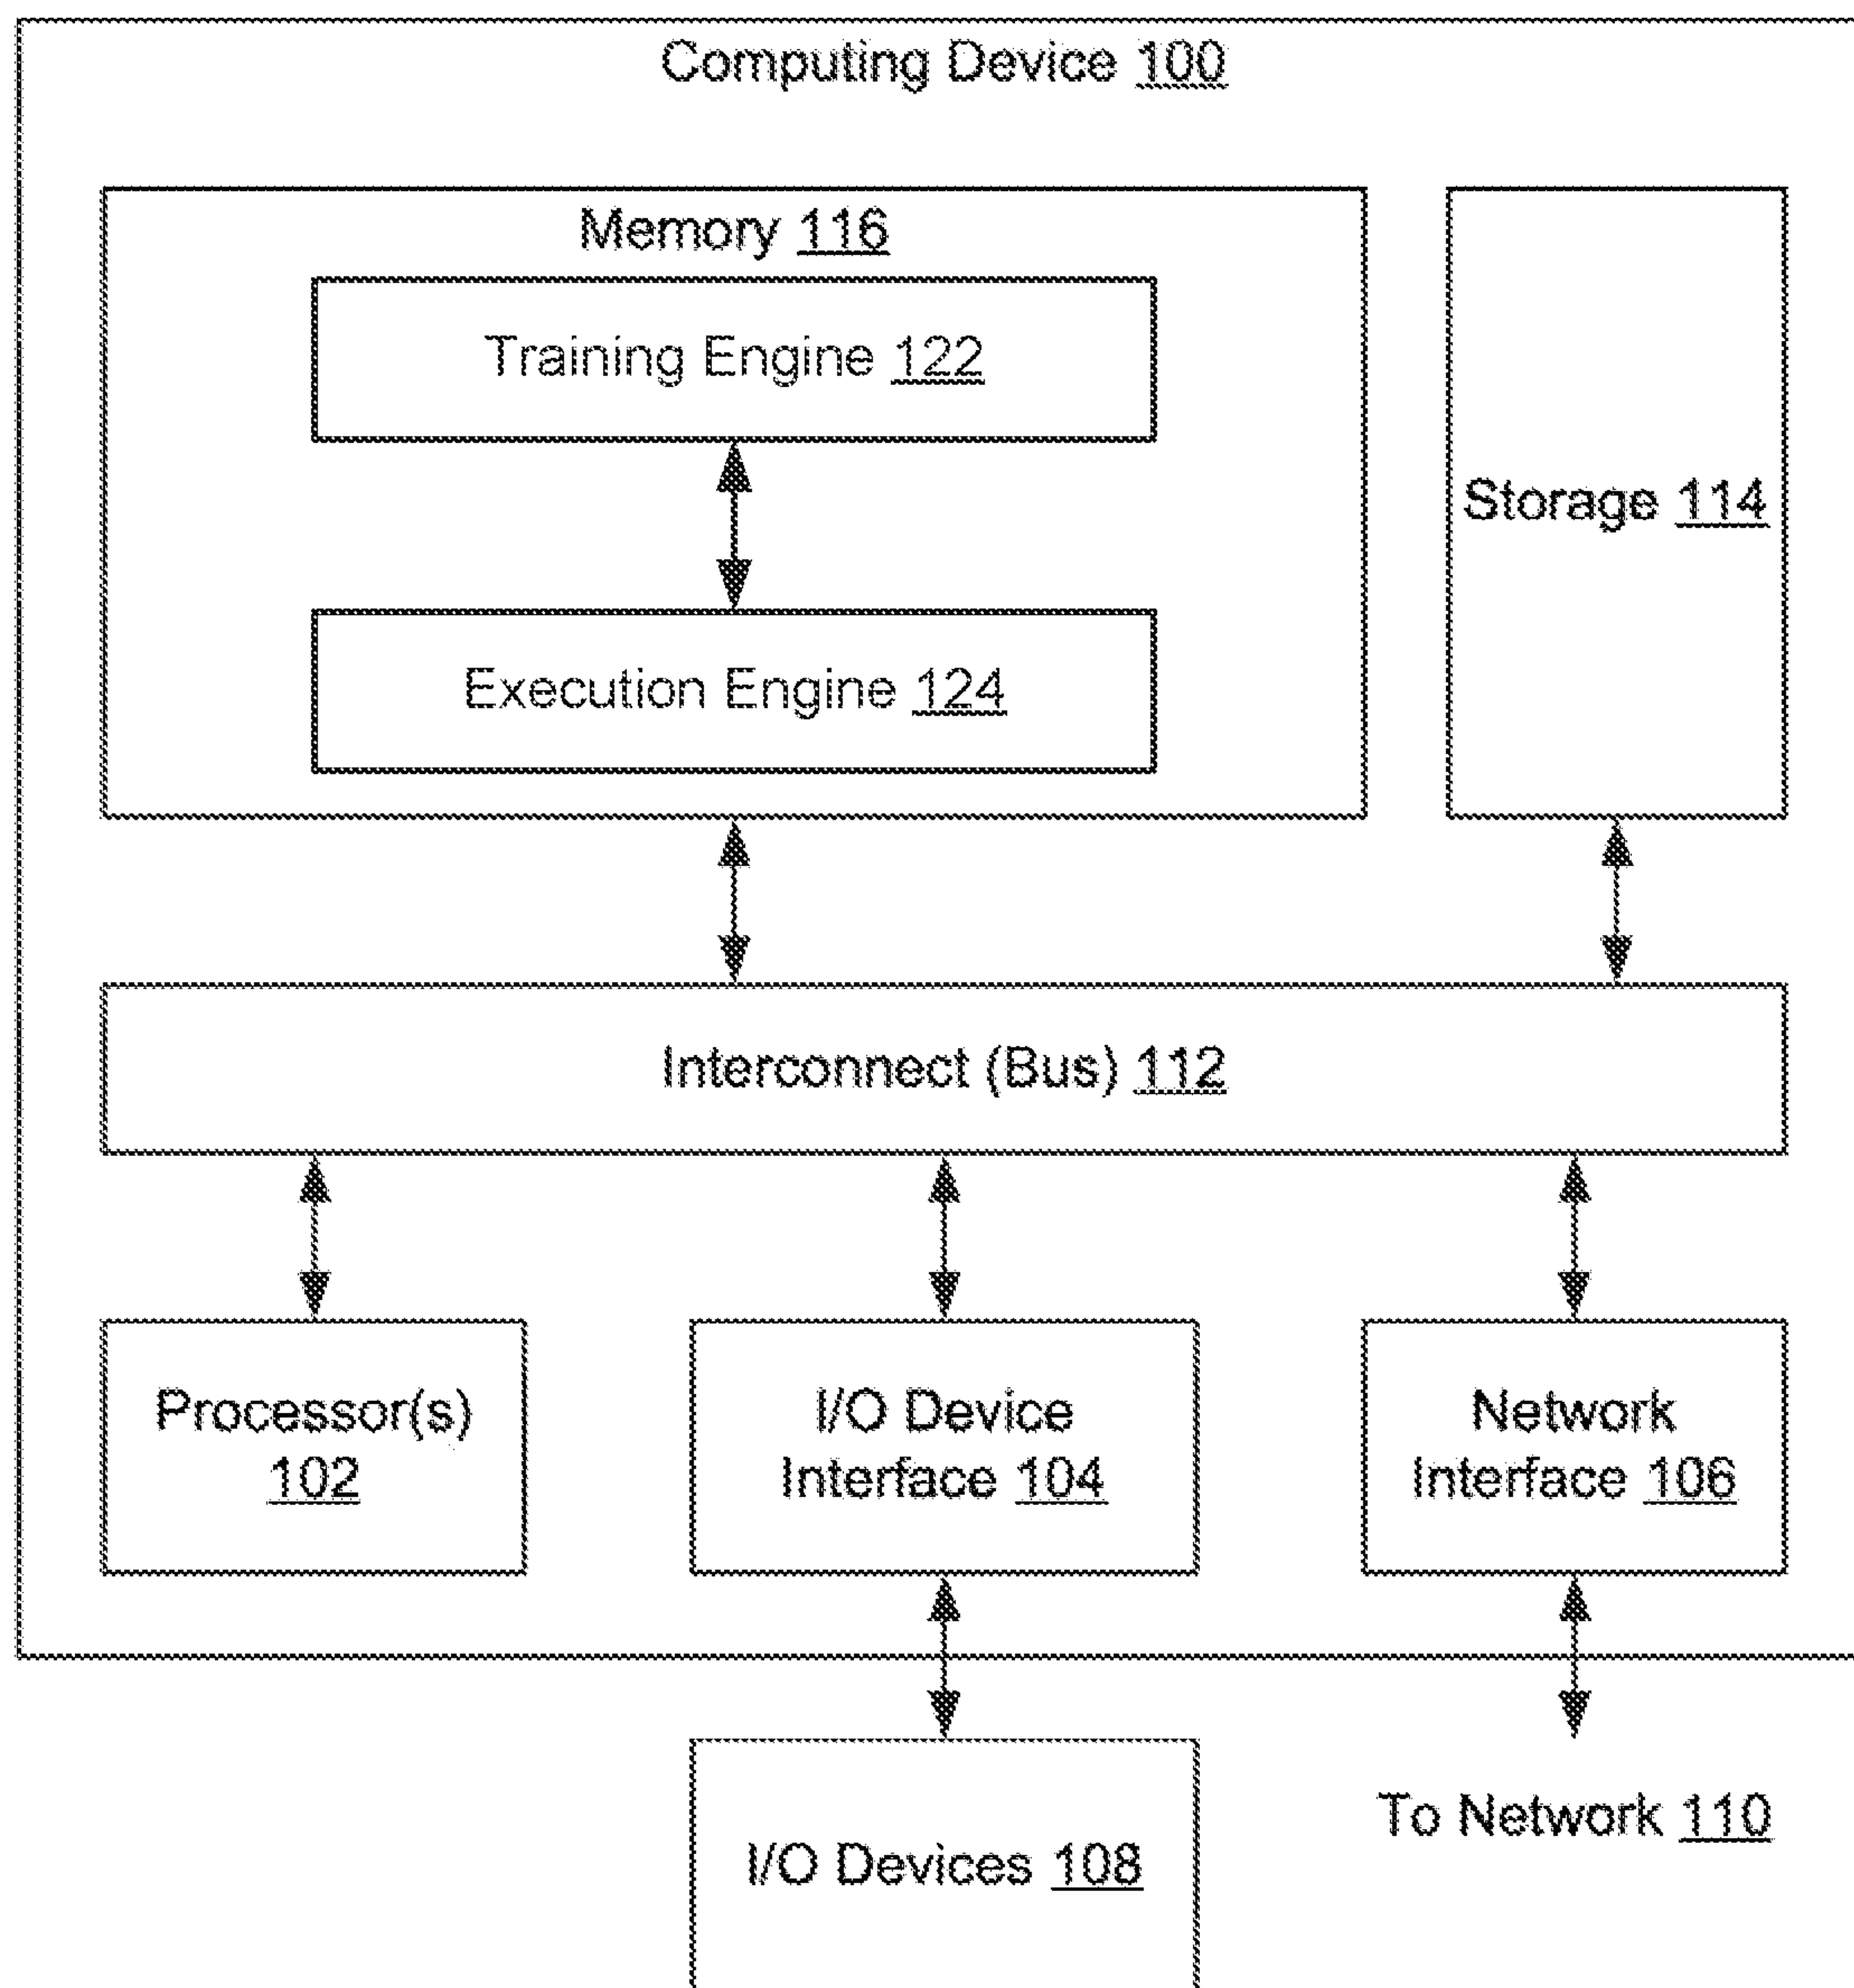 Computing Device 100
Memory 116
Training Engine 122
Storage 114
Execution Engine 124
Interconnect (Bus) 112
Processor(s)
102
I/O Device
Interface 104
Network
Interface 106
I/O Devices 108
To Network 110